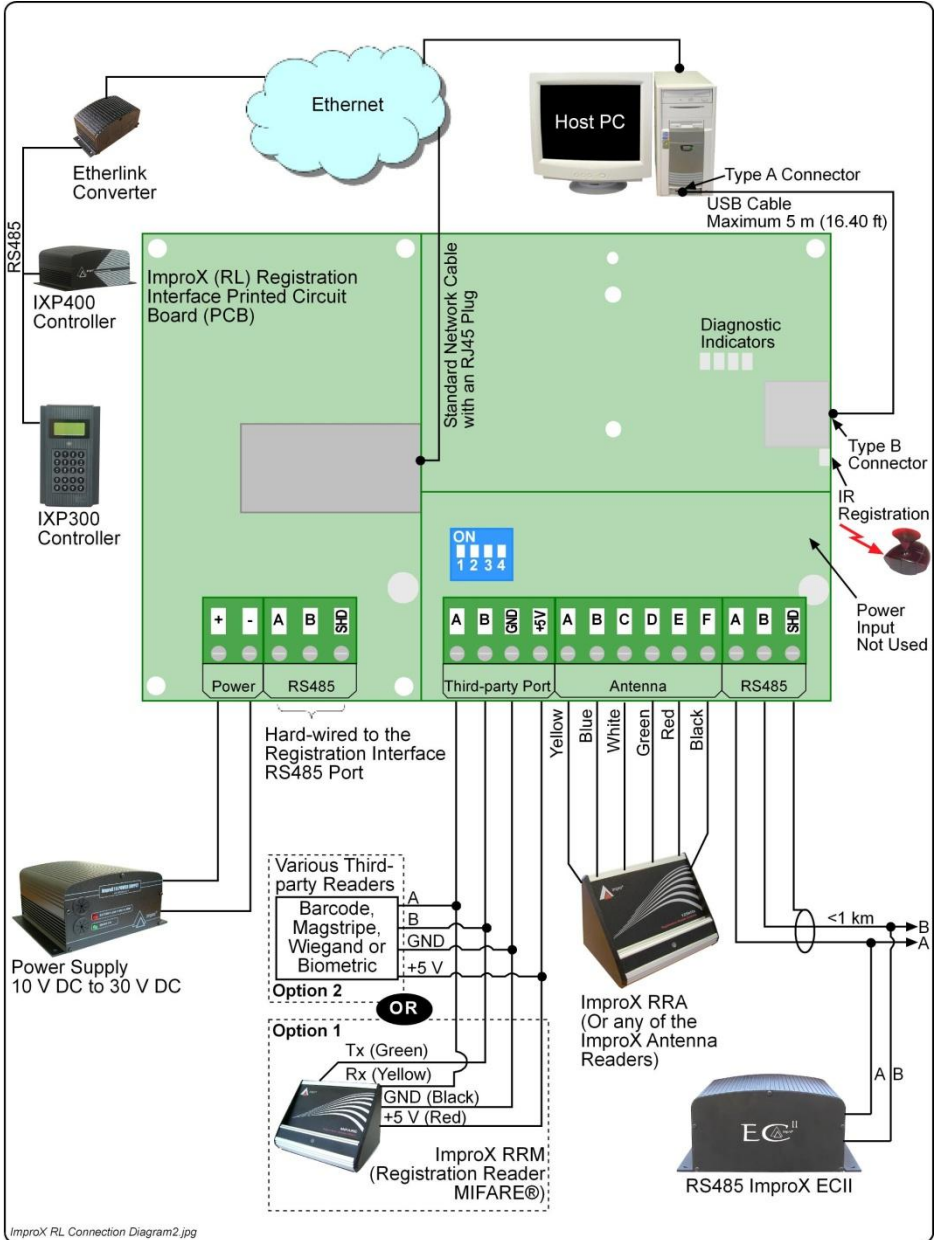 Ethernet
Host PC
Etherlink
Converter
Type A Connector
USB Cable
Maximum 5 m (16.40 ft)
RS485
IXP400
Controller
ImproX (RL) Registration
Interface Printed Circuit
Board (PCB)
Standard Network Cable
with an RJ45 Plug
Diagnostic
Indicators
Type B
Connector
IR
Registration
IXP300
Controller
ON
1 2 3 4
Power
Input
Not Used
+ - A B SHD
A B GND +5V A B C D E F A B SHD
Power RS485
Third-party Port Antenna RS485
Hard-wired to the
Registration Interface
RS485 Port
Yellow
Blue
White
Green
Red
Black
Various Third-
party Readers
Barcode,
Magstripe,
Wiegand or
Biometric
A
B
GND
+5 V
Option 2
OR
Power Supply
10 V DC to 30 V DC
Option 1
Tx (Green)
Rx (Yellow)
GND (Black)
+5 V (Red)
ImproX RRM
(Registration Reader
MIFARE®)
ImproX RRA
(Or any of the
ImproX Antenna
Readers)
<1 km
B
A
A B
EC II
RS485 ImproX ECII
ImproX RL Connection Diagram2.jpg